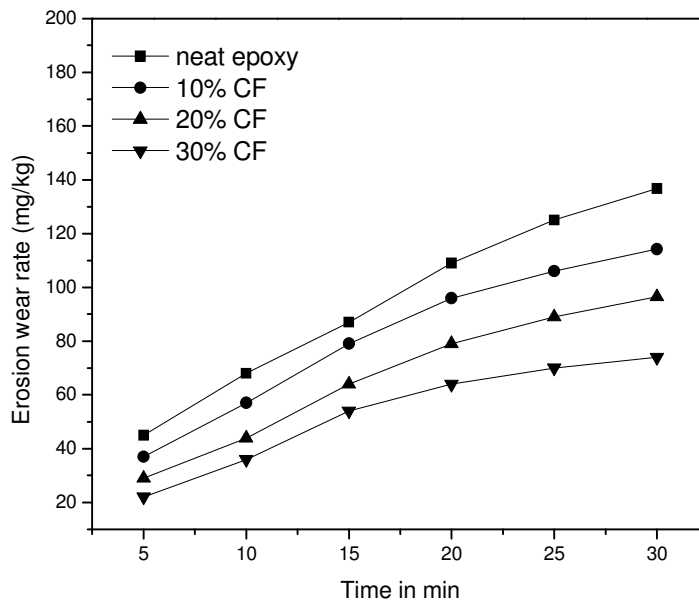 200
180
160
140
120
100
80
60
40
20
Erosion wear rate (mg/kg)
neat epoxy
10% CF
20% CF
30% CF
5 10 15 20 25 30
Time in min